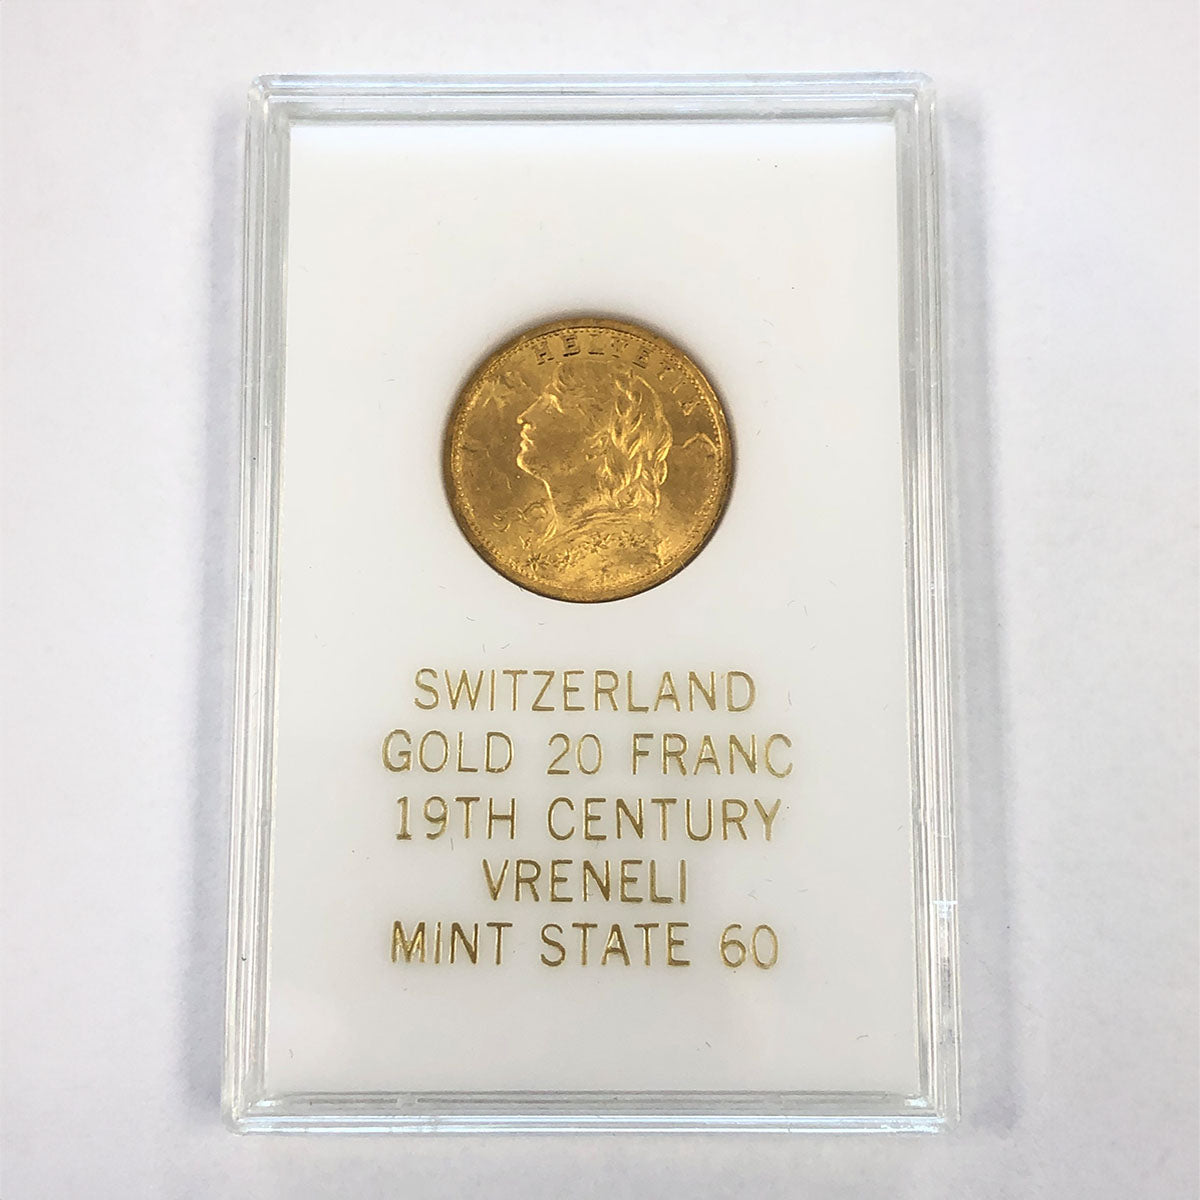 HELVETIA
SWITZERLAND
GOLD 20 FRANC
19TH CENTURY
VRENELI
MINT STATE 60